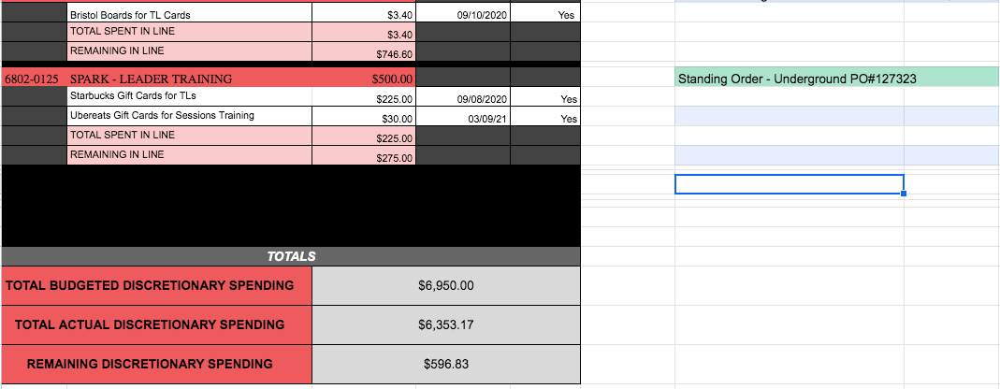 Bristol Boards for TL Cards $3.40 09/10/2020 Yes
TOTAL SPENT IN LINE $3.40
REMAINING IN LINE $746.60
6802-0125 SPARK - LEADER TRAINING $500.00 Standing Order - Underground PO#127323
Starbucks Gift Cards for TLs $225.00 09/08/2020 Yes
Ubereats Gift Cards for Sessions Training $30.00 03/09/21 Yes
TOTAL SPENT IN LINE $225.00
REMAINING IN LINE $275.00
TOTALS
TOTAL BUDGETED DISCRETIONARY SPENDING $6,950.00
TOTAL ACTUAL DISCRETIONARY SPENDING $6,353.17
REMAINING DISCRETIONARY SPENDING $596.83